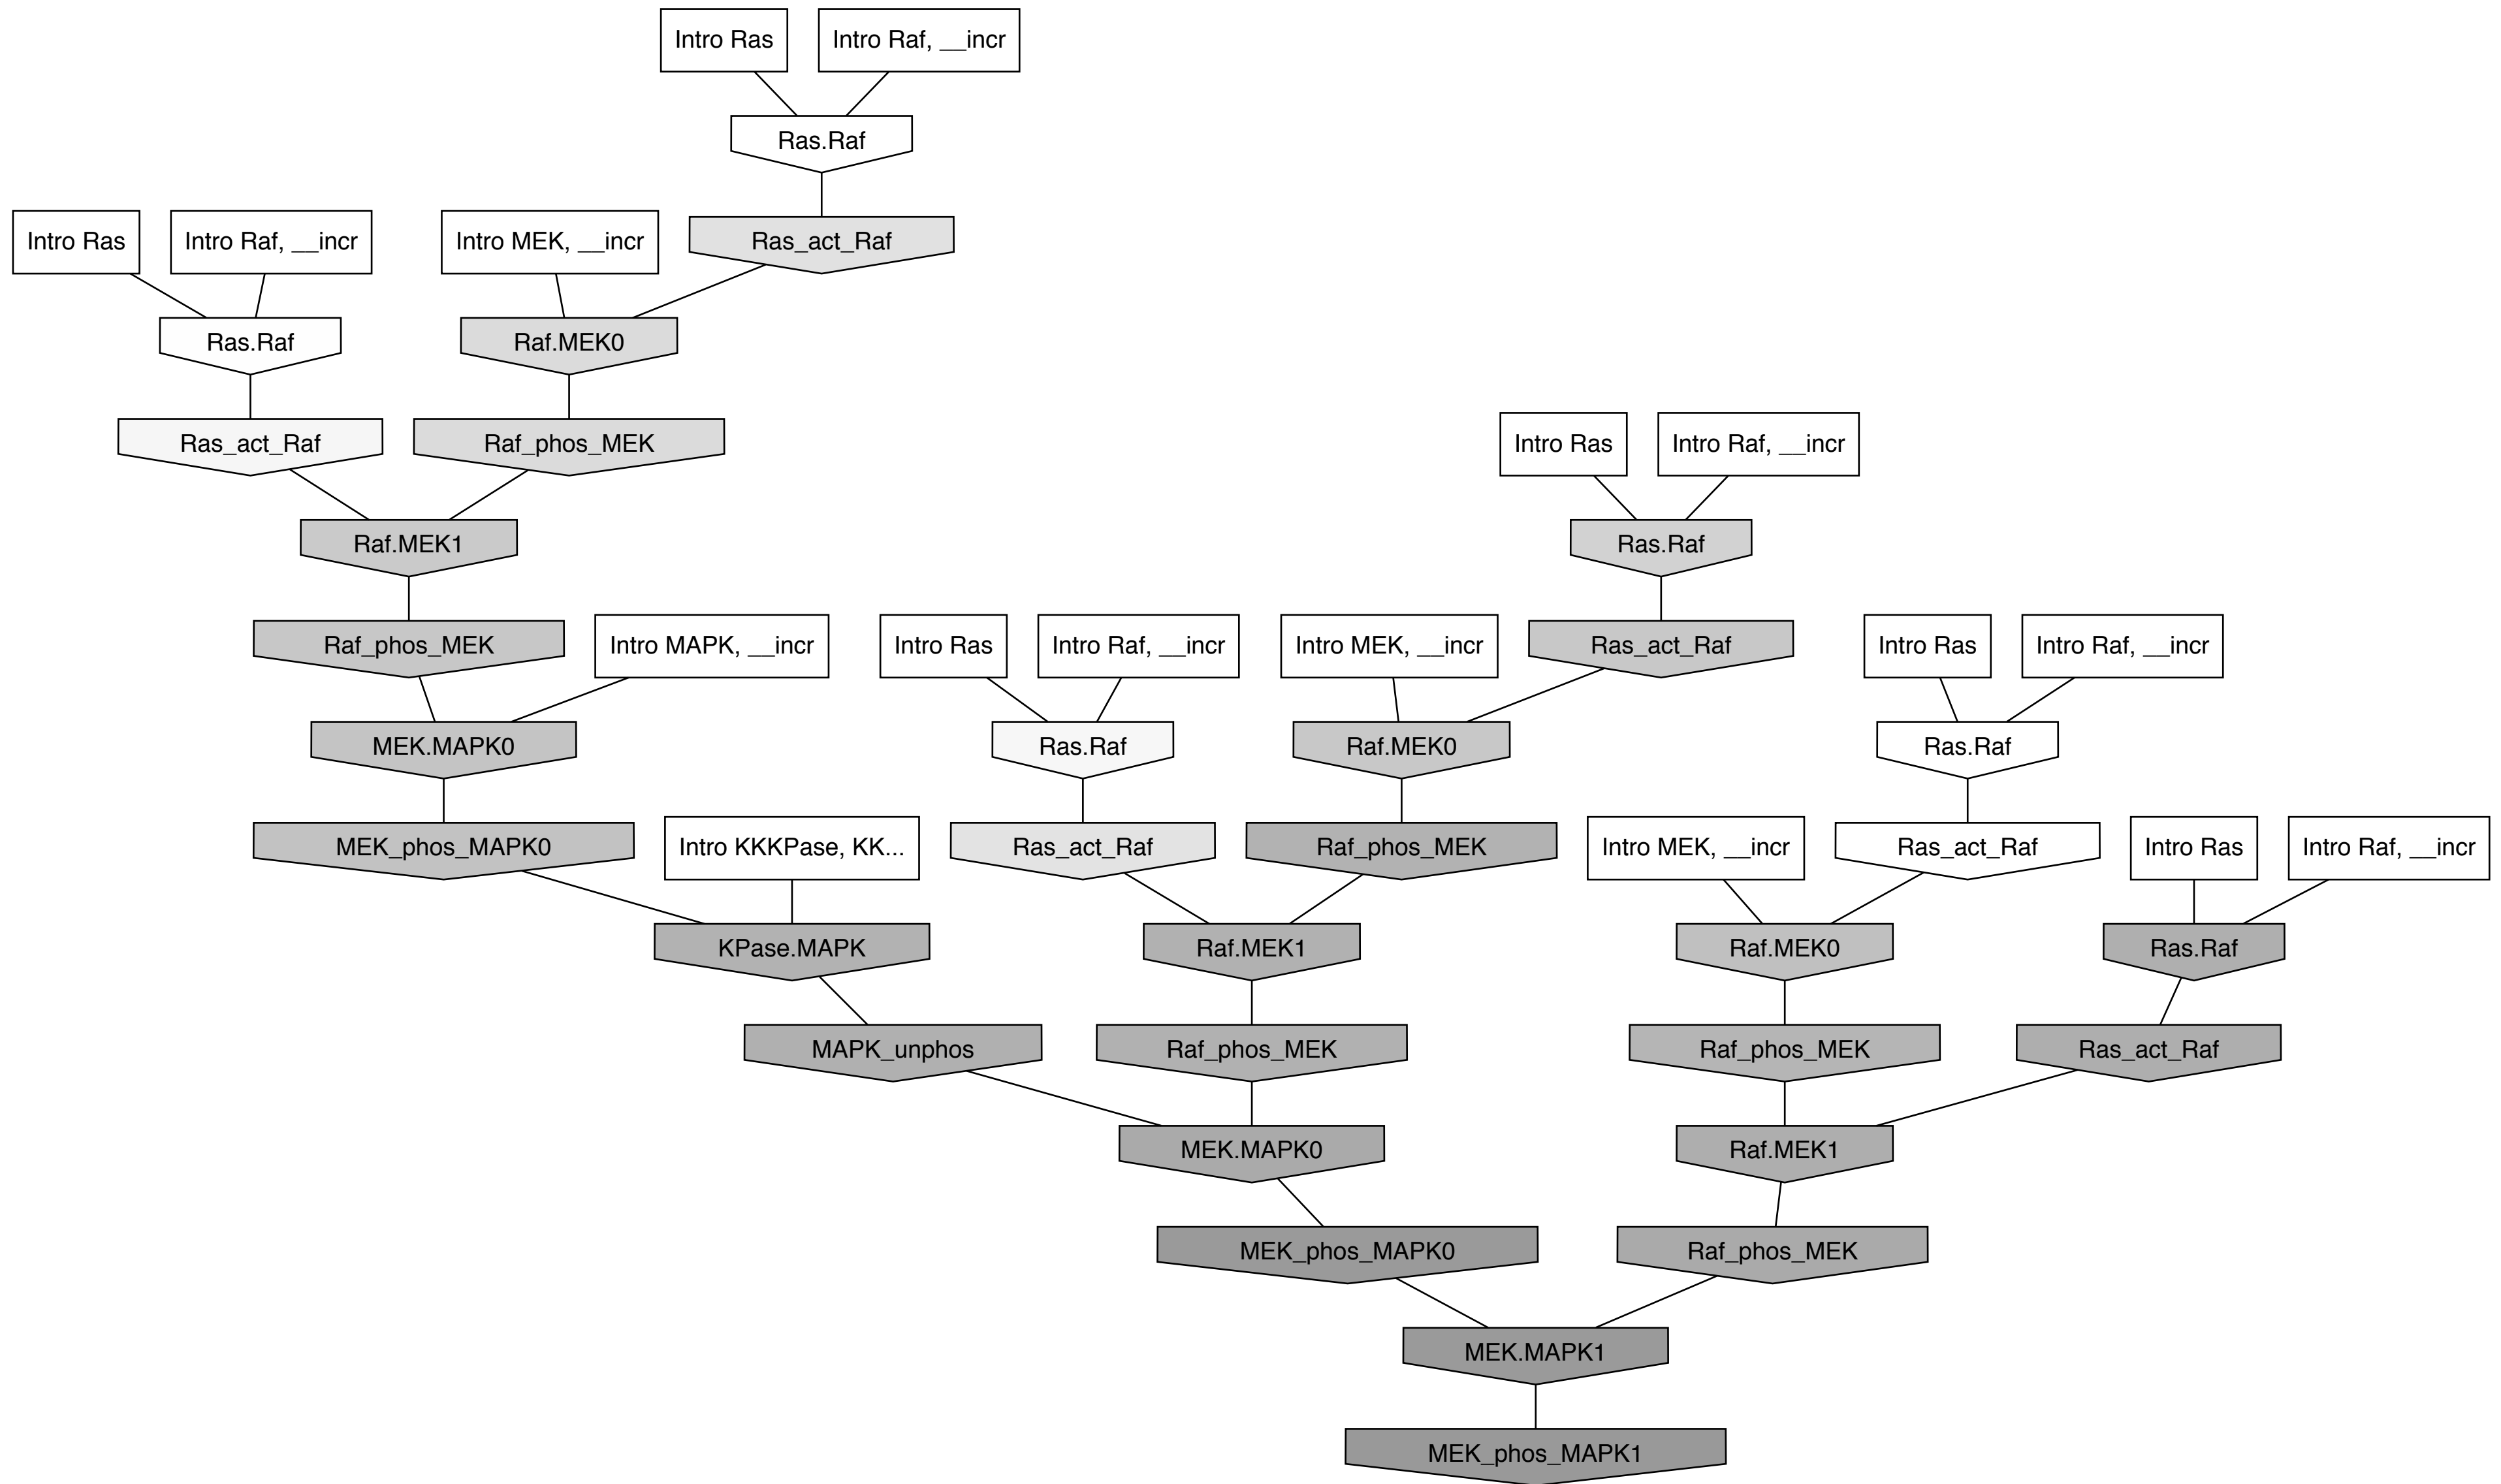 Intro Ras
Intro Raf, __incr
Ras.Raf
Intro Ras
Intro Raf, __incr
Intro MEK, __incr
Ras_act_Raf
Ras.Raf
Raf.MEK0
Ras_act_Raf
Raf_phos_MEK
Intro Ras
Intro Raf, __incr
Raf.MEK1
Ras.Raf
Raf_phos_MEK
Intro MAPK, __incr
Intro Ras
Intro Raf, __incr
Intro MEK, __incr
Ras_act_Raf
Intro Ras
Intro Raf, __incr
MEK.MAPK0
Ras.Raf
Raf.MEK0
Ras.Raf
MEK_phos_MAPK0
Intro KKKPase, KK...
Ras_act_Raf
Raf_phos_MEK
Intro MEK, __incr
Ras_act_Raf
Intro Ras
Intro Raf, __incr
KPase.MAPK
Raf.MEK1
Raf.MEK0
Ras.Raf
MAPK_unphos
Raf_phos_MEK
Raf_phos_MEK
Ras_act_Raf
MEK.MAPK0
Raf.MEK1
MEK_phos_MAPK0
Raf_phos_MEK
MEK.MAPK1
MEK_phos_MAPK1